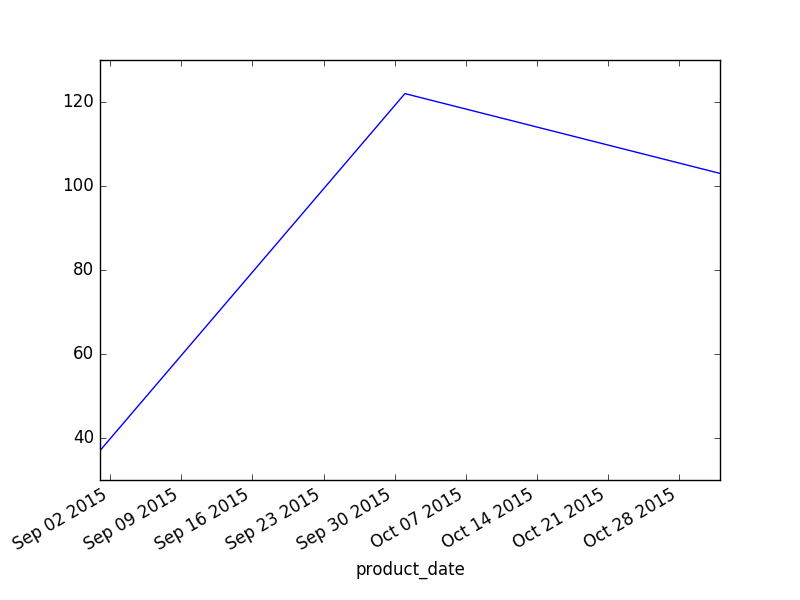 120
100
80
60
40
Sep 02 2015
Sep 09 2015
Sep 16 2015
Sep 23 2015
Sep 30 2015
Oct 07 2015
Oct 14 2015
Oct 21 2015
Oct 28 2015
product_date